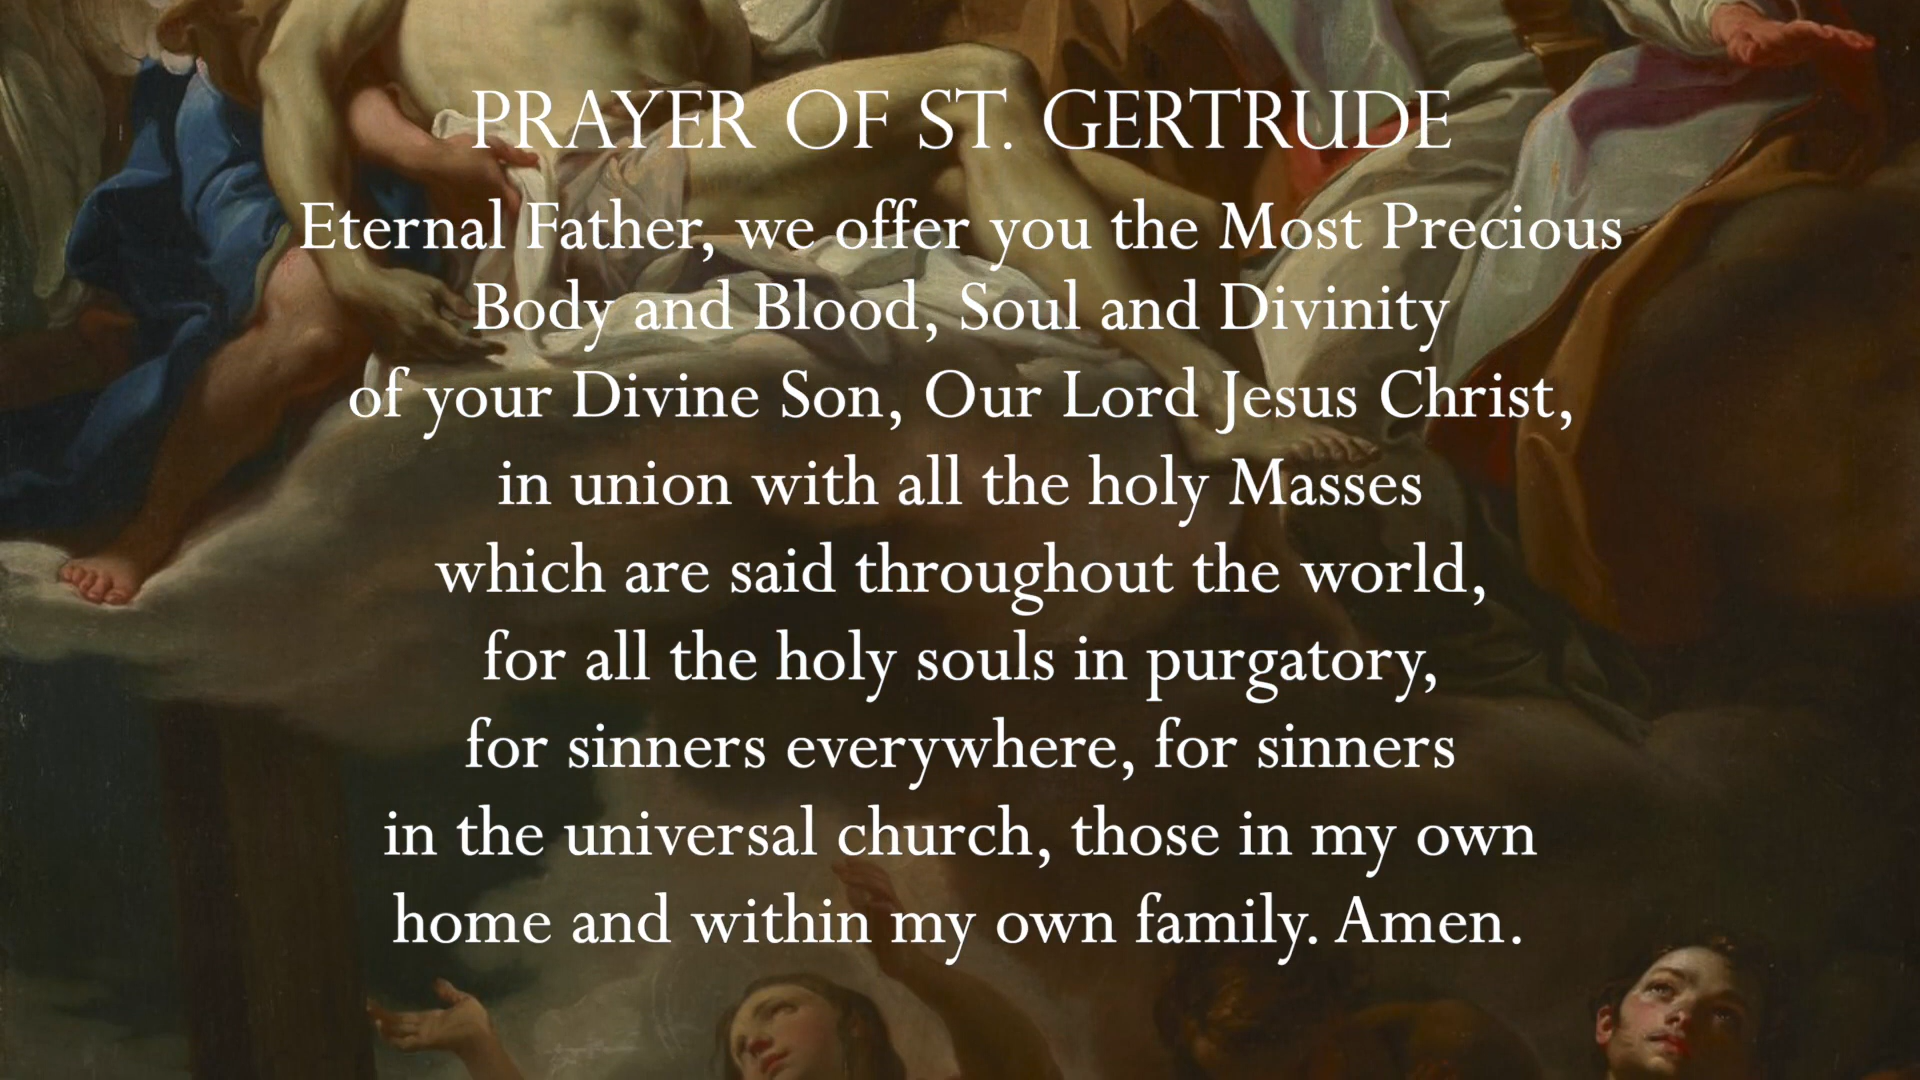 PRAYER OF ST. GERTRUDE
Eternal Father, we offer you the Most Precious
Body and Blood, Soul and Divinity
of your Divine Son, Our Lord Jesus Christ,
in union with all the holy Masses
which are said throughout the world,
for all the holy souls in purgatory,
for sinners everywhere, for sinners
in the universal church, those in my own
home and within my own family. Amen.